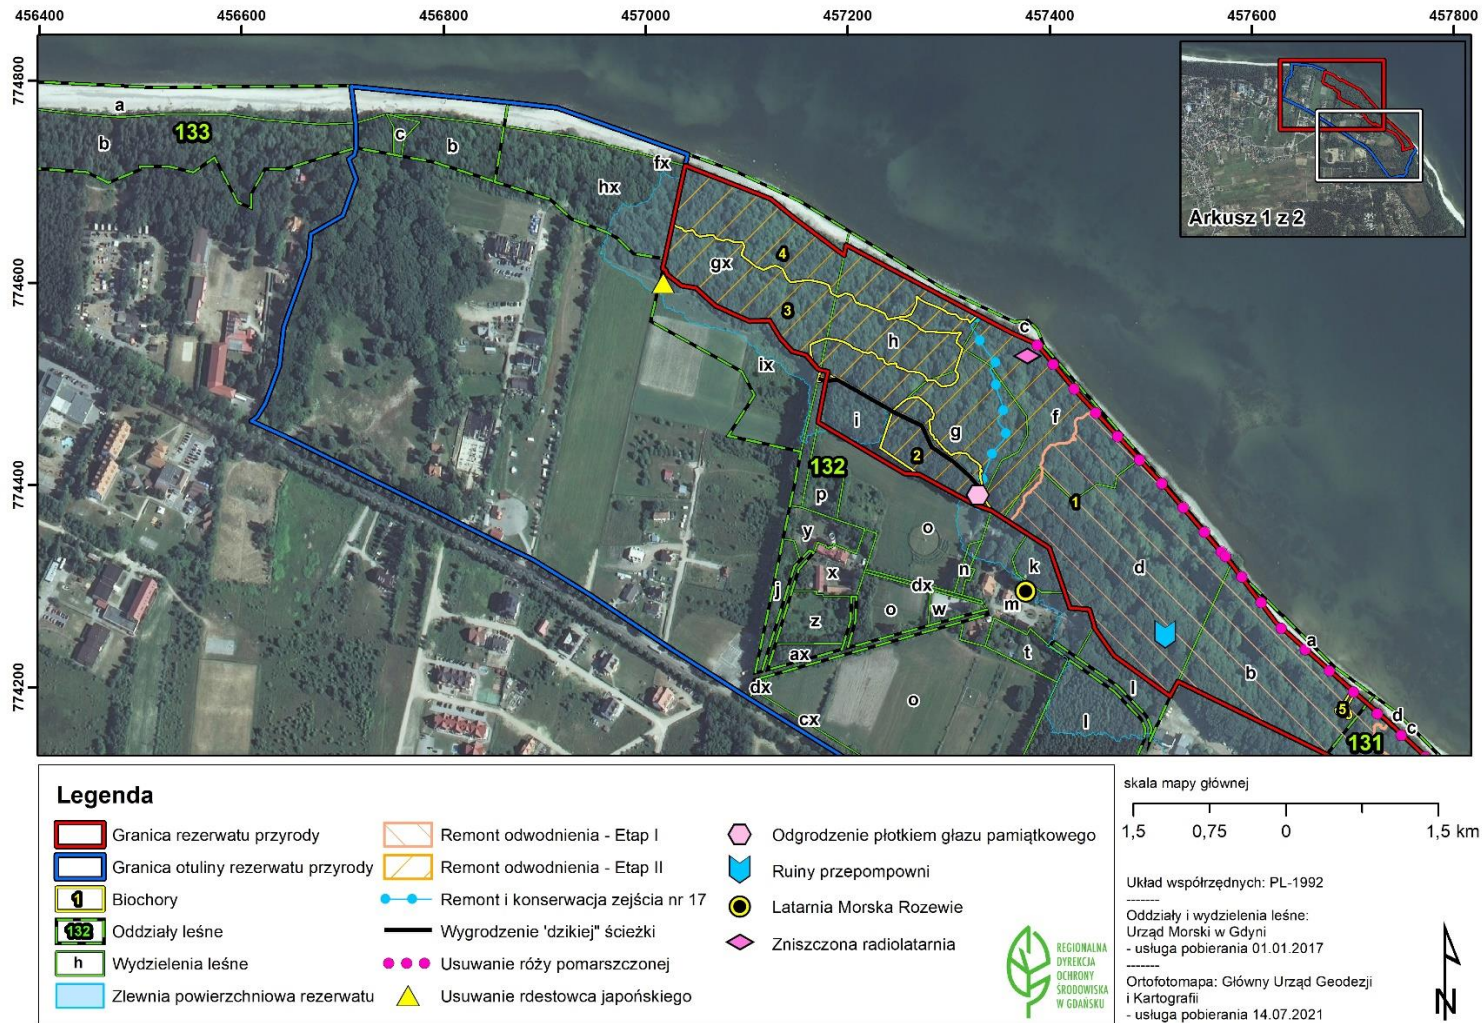 456400 456600 456800 457000 457200 457400 457600 457800
774800
774600
774400
774200
a
133
b
c
b
fx
hx
gx
4
3
h
c
ix
i
g
f
2
132
1
p
o
y
x
n
k
d
j
dx
m
z
o
w
ax
t
a
dx
o
l
b
cx
l
5
d
c
131
Arkusz 1 z 2
Legenda
Granica rezerwatu przyrody
Granica otuliny rezerwatu przyrody
1 Biochory
132 Oddziały leśne
h Wydzielenia leśne
Zlewnia powierzchniowa rezerwatu
Remont odwodnienia - Etap I
Remont odwodnienia - Etap II
Remont i konserwacja zejścia nr 17
Wygrodzenie 'dzikiej" ścieżki
Usuwanie róży pomarszczonej
Usuwanie rdestowca japońskiego
Odgrodzenie płotkiem głazu pamiątkowego
Ruiny przepompowni
Latarnia Morska Rozewie
Zniszczona radiolatarnia
REGIONALNA
DYREKCJA
OCHRONY
ŚRODOWISKA
W GDAŃSKU
skala mapy głównej
1,5 0,75 0 1,5 km
Układ współrzędnych: PL-1992
-------
Oddziały i wydzielenia leśne:
Urząd Morski w Gdyni
- usługa pobierania 01.01.2017
-------
Ortofotomapa: Główny Urząd Geodezji
i Kartografii
- usługa pobierania 14.07.2021
N